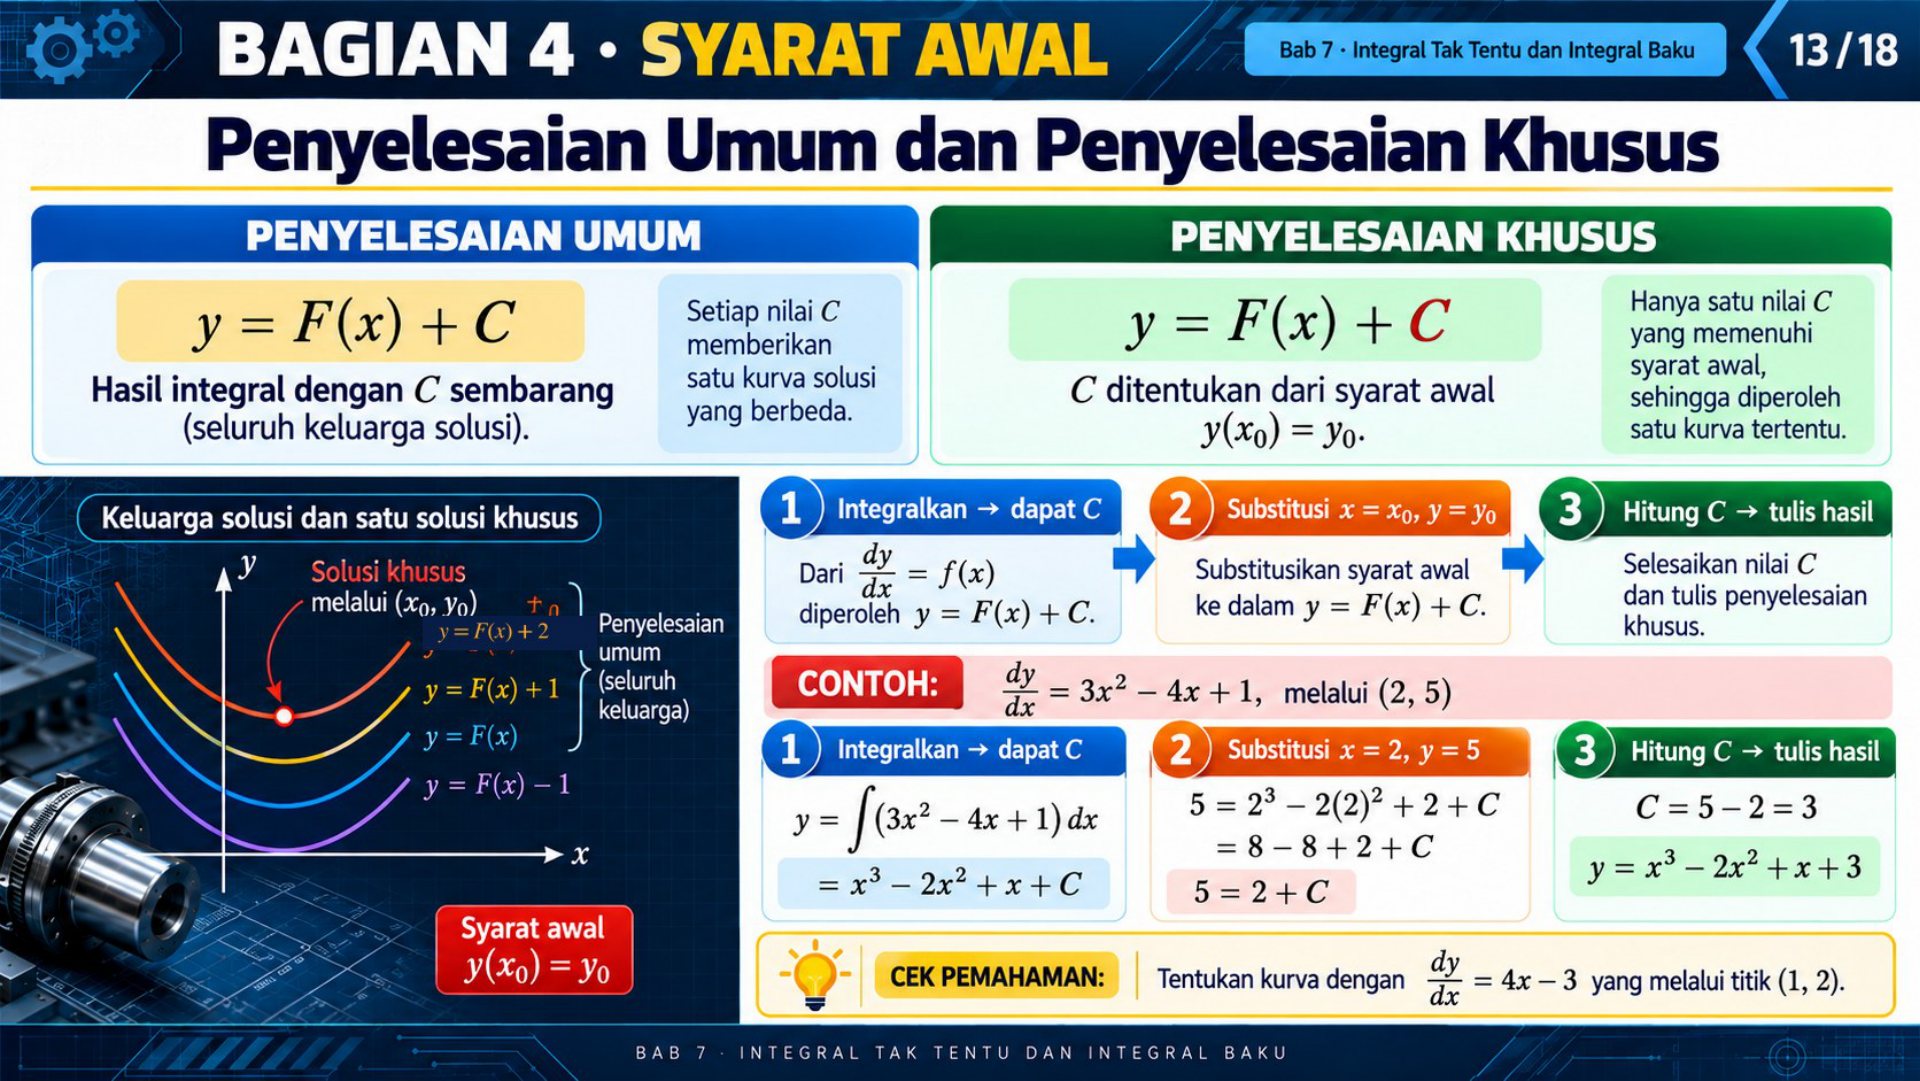 BAGIAN 4 · SYARAT AWAL
Bab 7 · Integral Tak Tentu dan Integral Baku
13 / 18
Penyelesaian Umum dan Penyelesaian Khusus
PENYELESAIAN UMUM
y = F(x) + C
Hasil integral dengan C sembarang
(seluruh keluarga solusi).
Setiap nilai C
memberikan
satu kurva solusi
yang berbeda.
PENYELESAIAN KHUSUS
y = F(x) + C
C ditentukan dari syarat awal
y(x₀) = y₀.
Hanya satu nilai C
yang memenuhi
syarat awal,
sehingga diperoleh
satu kurva tertentu.
Keluarga solusi dan satu solusi khusus
y
Solusi khusus
melalui (x₀, y₀)
y = F(x) + 2
y = F(x) + 1
y = F(x)
y = F(x) − 1
Penyelesaian
umum
(seluruh
keluarga)
x
Syarat awal
y(x₀) = y₀
1 Integralkan → dapat C
Dari dy/dx = f(x)
diperoleh y = F(x) + C.
2 Substitusi x = x₀, y = y₀
Substitusikan syarat awal
ke dalam y = F(x) + C.
3 Hitung C → tulis hasil
Selesaikan nilai C
dan tulis penyelesaian
khusus.
CONTOH: dy/dx = 3x² − 4x + 1, melalui (2, 5)
1 Integralkan → dapat C
y = ∫(3x² − 4x + 1) dx
= x³ − 2x² + x + C
2 Substitusi x = 2, y = 5
5 = 2³ − 2(2)² + 2 + C
= 8 − 8 + 2 + C
5 = 2 + C
3 Hitung C → tulis hasil
C = 5 − 2 = 3
y = x³ − 2x² + x + 3
CEK PEMAHAMAN: Tentukan kurva dengan dy/dx = 4x − 3 yang melalui titik (1, 2).
BAB 7 · INTEGRAL TAK TENTU DAN INTEGRAL BAKU